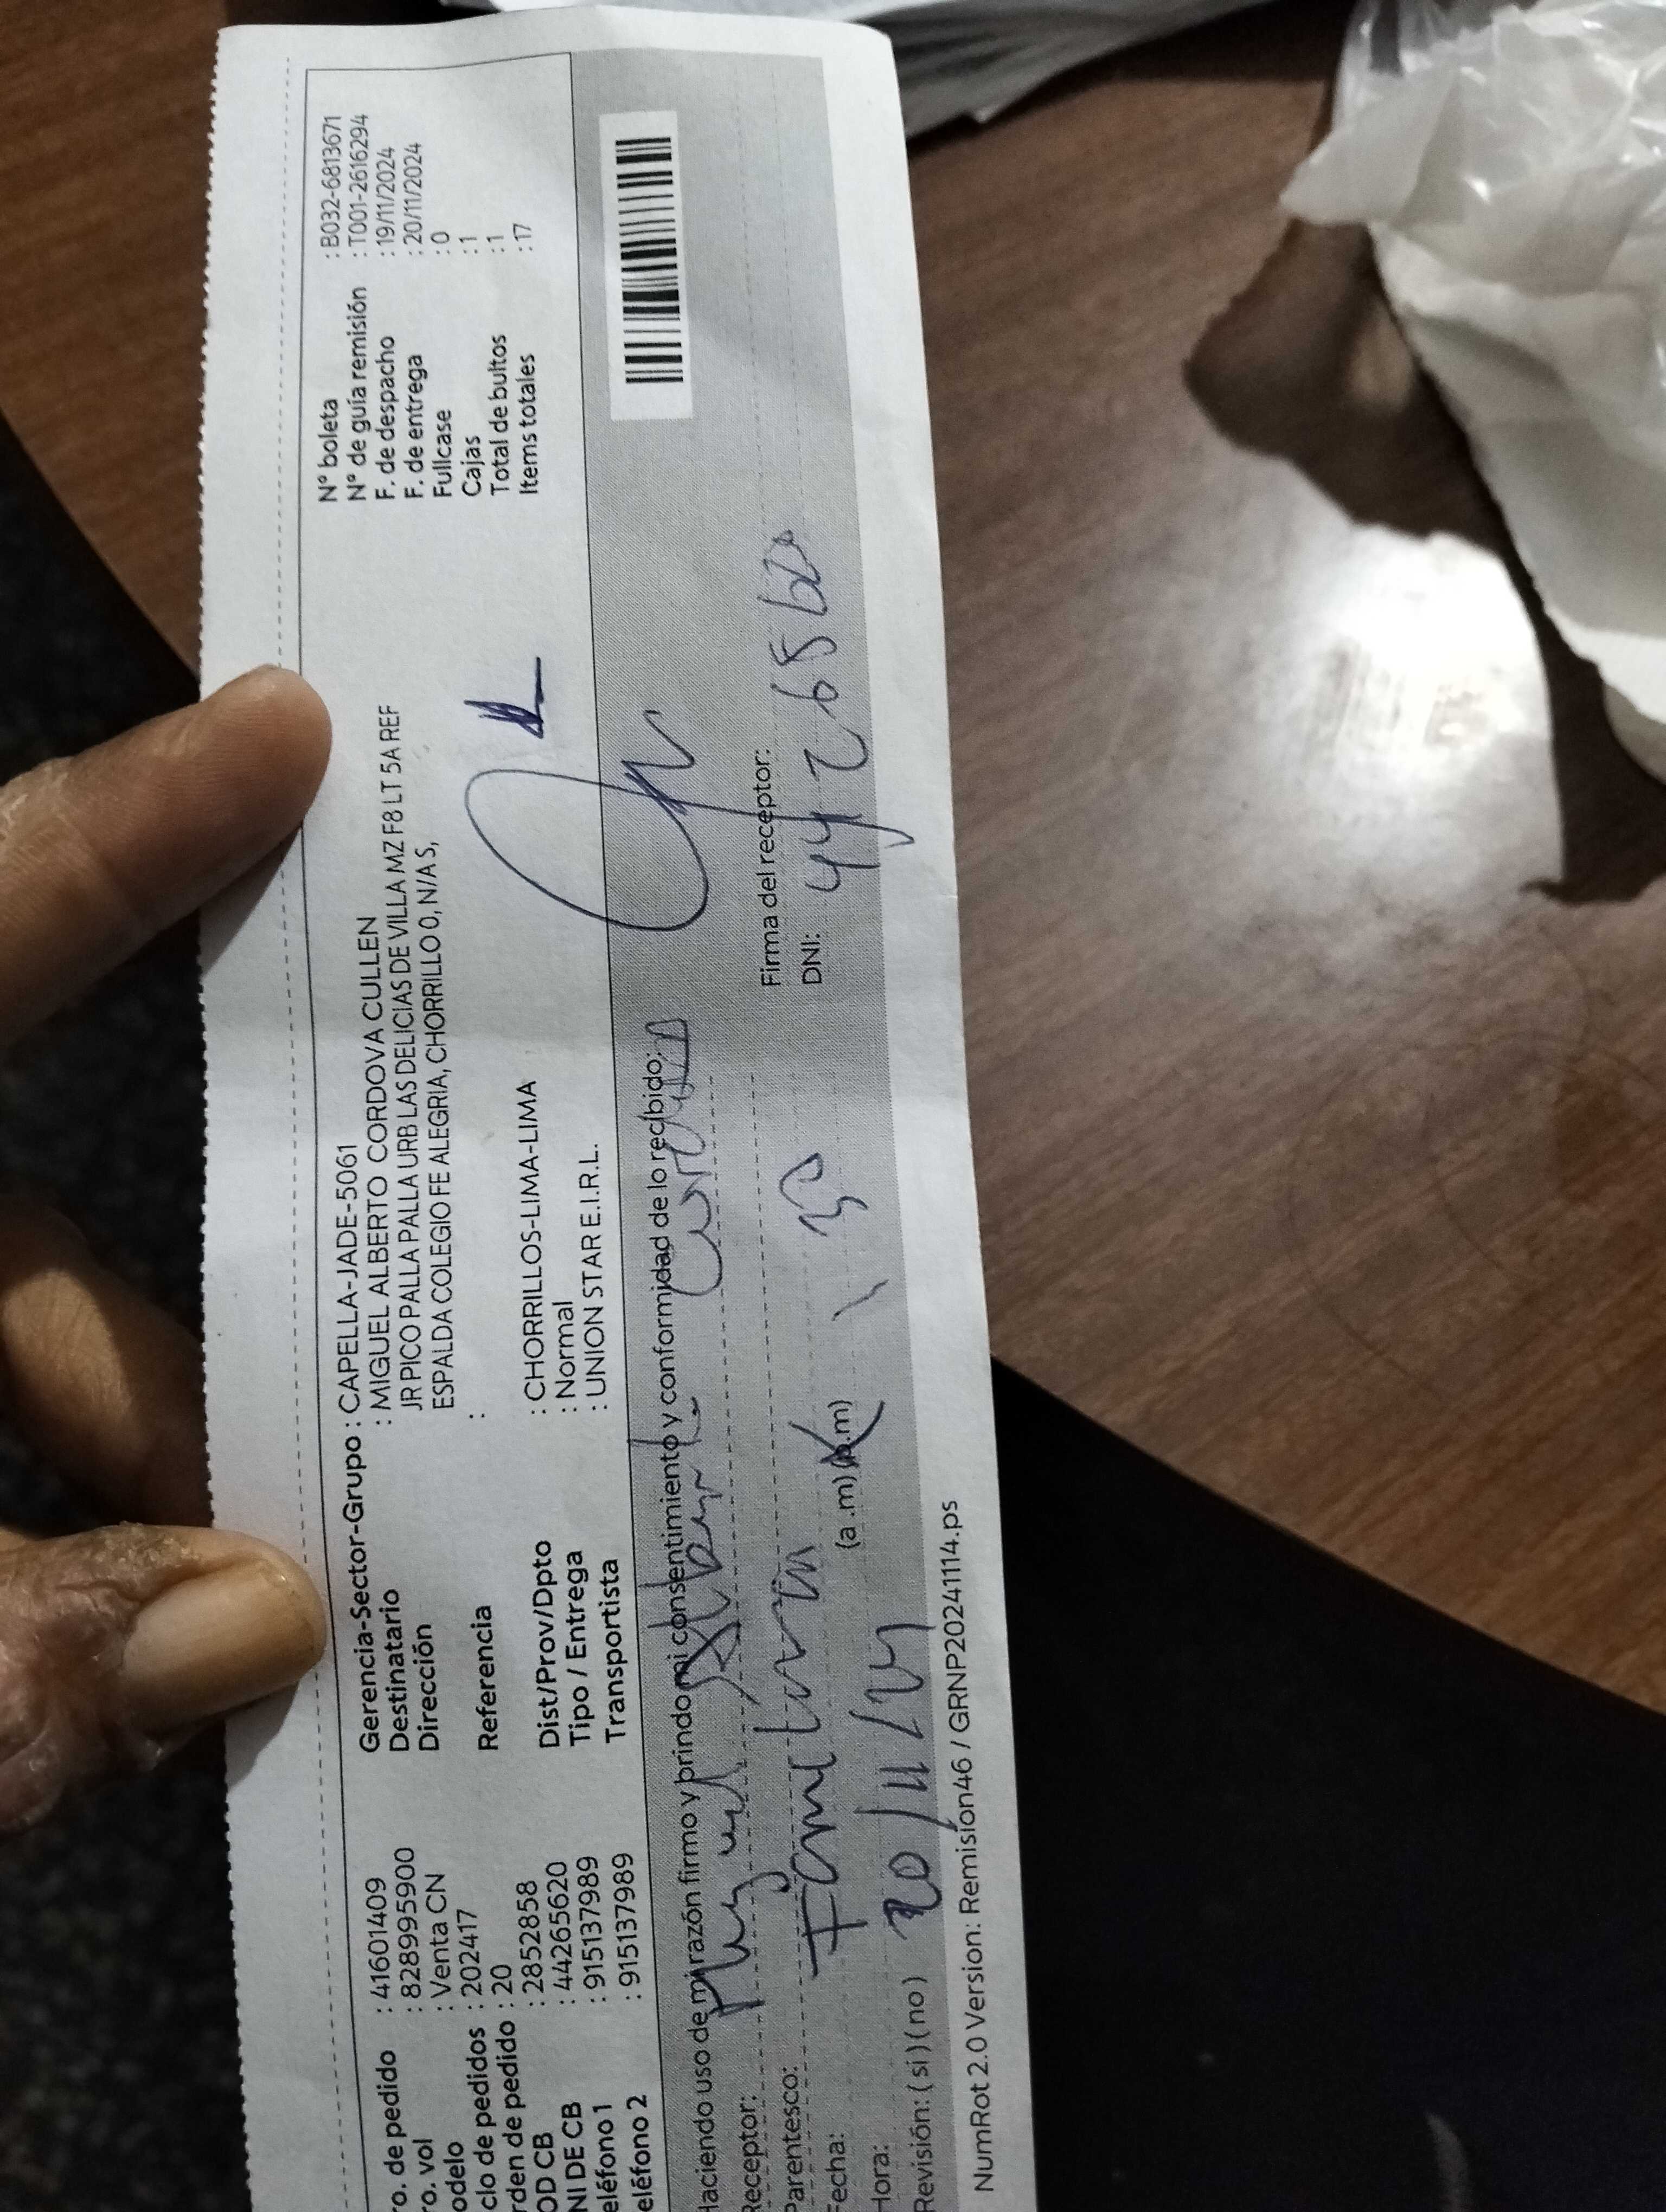 ro. de pedido : 41601409
ro. vol : 828995900
odelo : Venta CN
clo de pedidos : 202417
rden de pedido : 20
OD CB : 2852858
NI DE CB : 44265620
eléfono 1 : 915137989
eléfono 2 : 915137989
Gerencia-Sector-Grupo : CAPELLA-JADE-5061
Destinatario : MIGUEL ALBERTO CORDOVA CULLEN
Dirección JR PICO PALLA PALLA URB LAS DELICIAS DE VILLA MZ F8 LT 5A REF
ESPALDA COLEGIO FE ALEGRIA, CHORRILLO 0, N/A S,
Referencia :
Dist/Prov/Dpto : CHORRILLOS-LIMA-LIMA
Tipo / Entrega : Normal
Transportista : UNION STAR E.I.R.L.
N° boleta : B032-6813671
N° de guía remisión : T001-2616294
F. de despacho : 19/11/2024
F. de entrega : 20/11/2024
Fullcase : 0
Cajas : 1
Total de bultos : 1
Items totales : 17
Haciendo uso de mi razón firmo y brindo mi consentimiento y conformidad de lo recibido:
Receptor: Miguel Alberto Cordova
Parentesco:
Fecha: 20/11/24
Hora: (a.m) (p.m)
Revisión: (si) (no)
Firma del receptor:
DNI: 44265620
NumRot 2.0 Version: Remision46 / GRNP20241114.ps